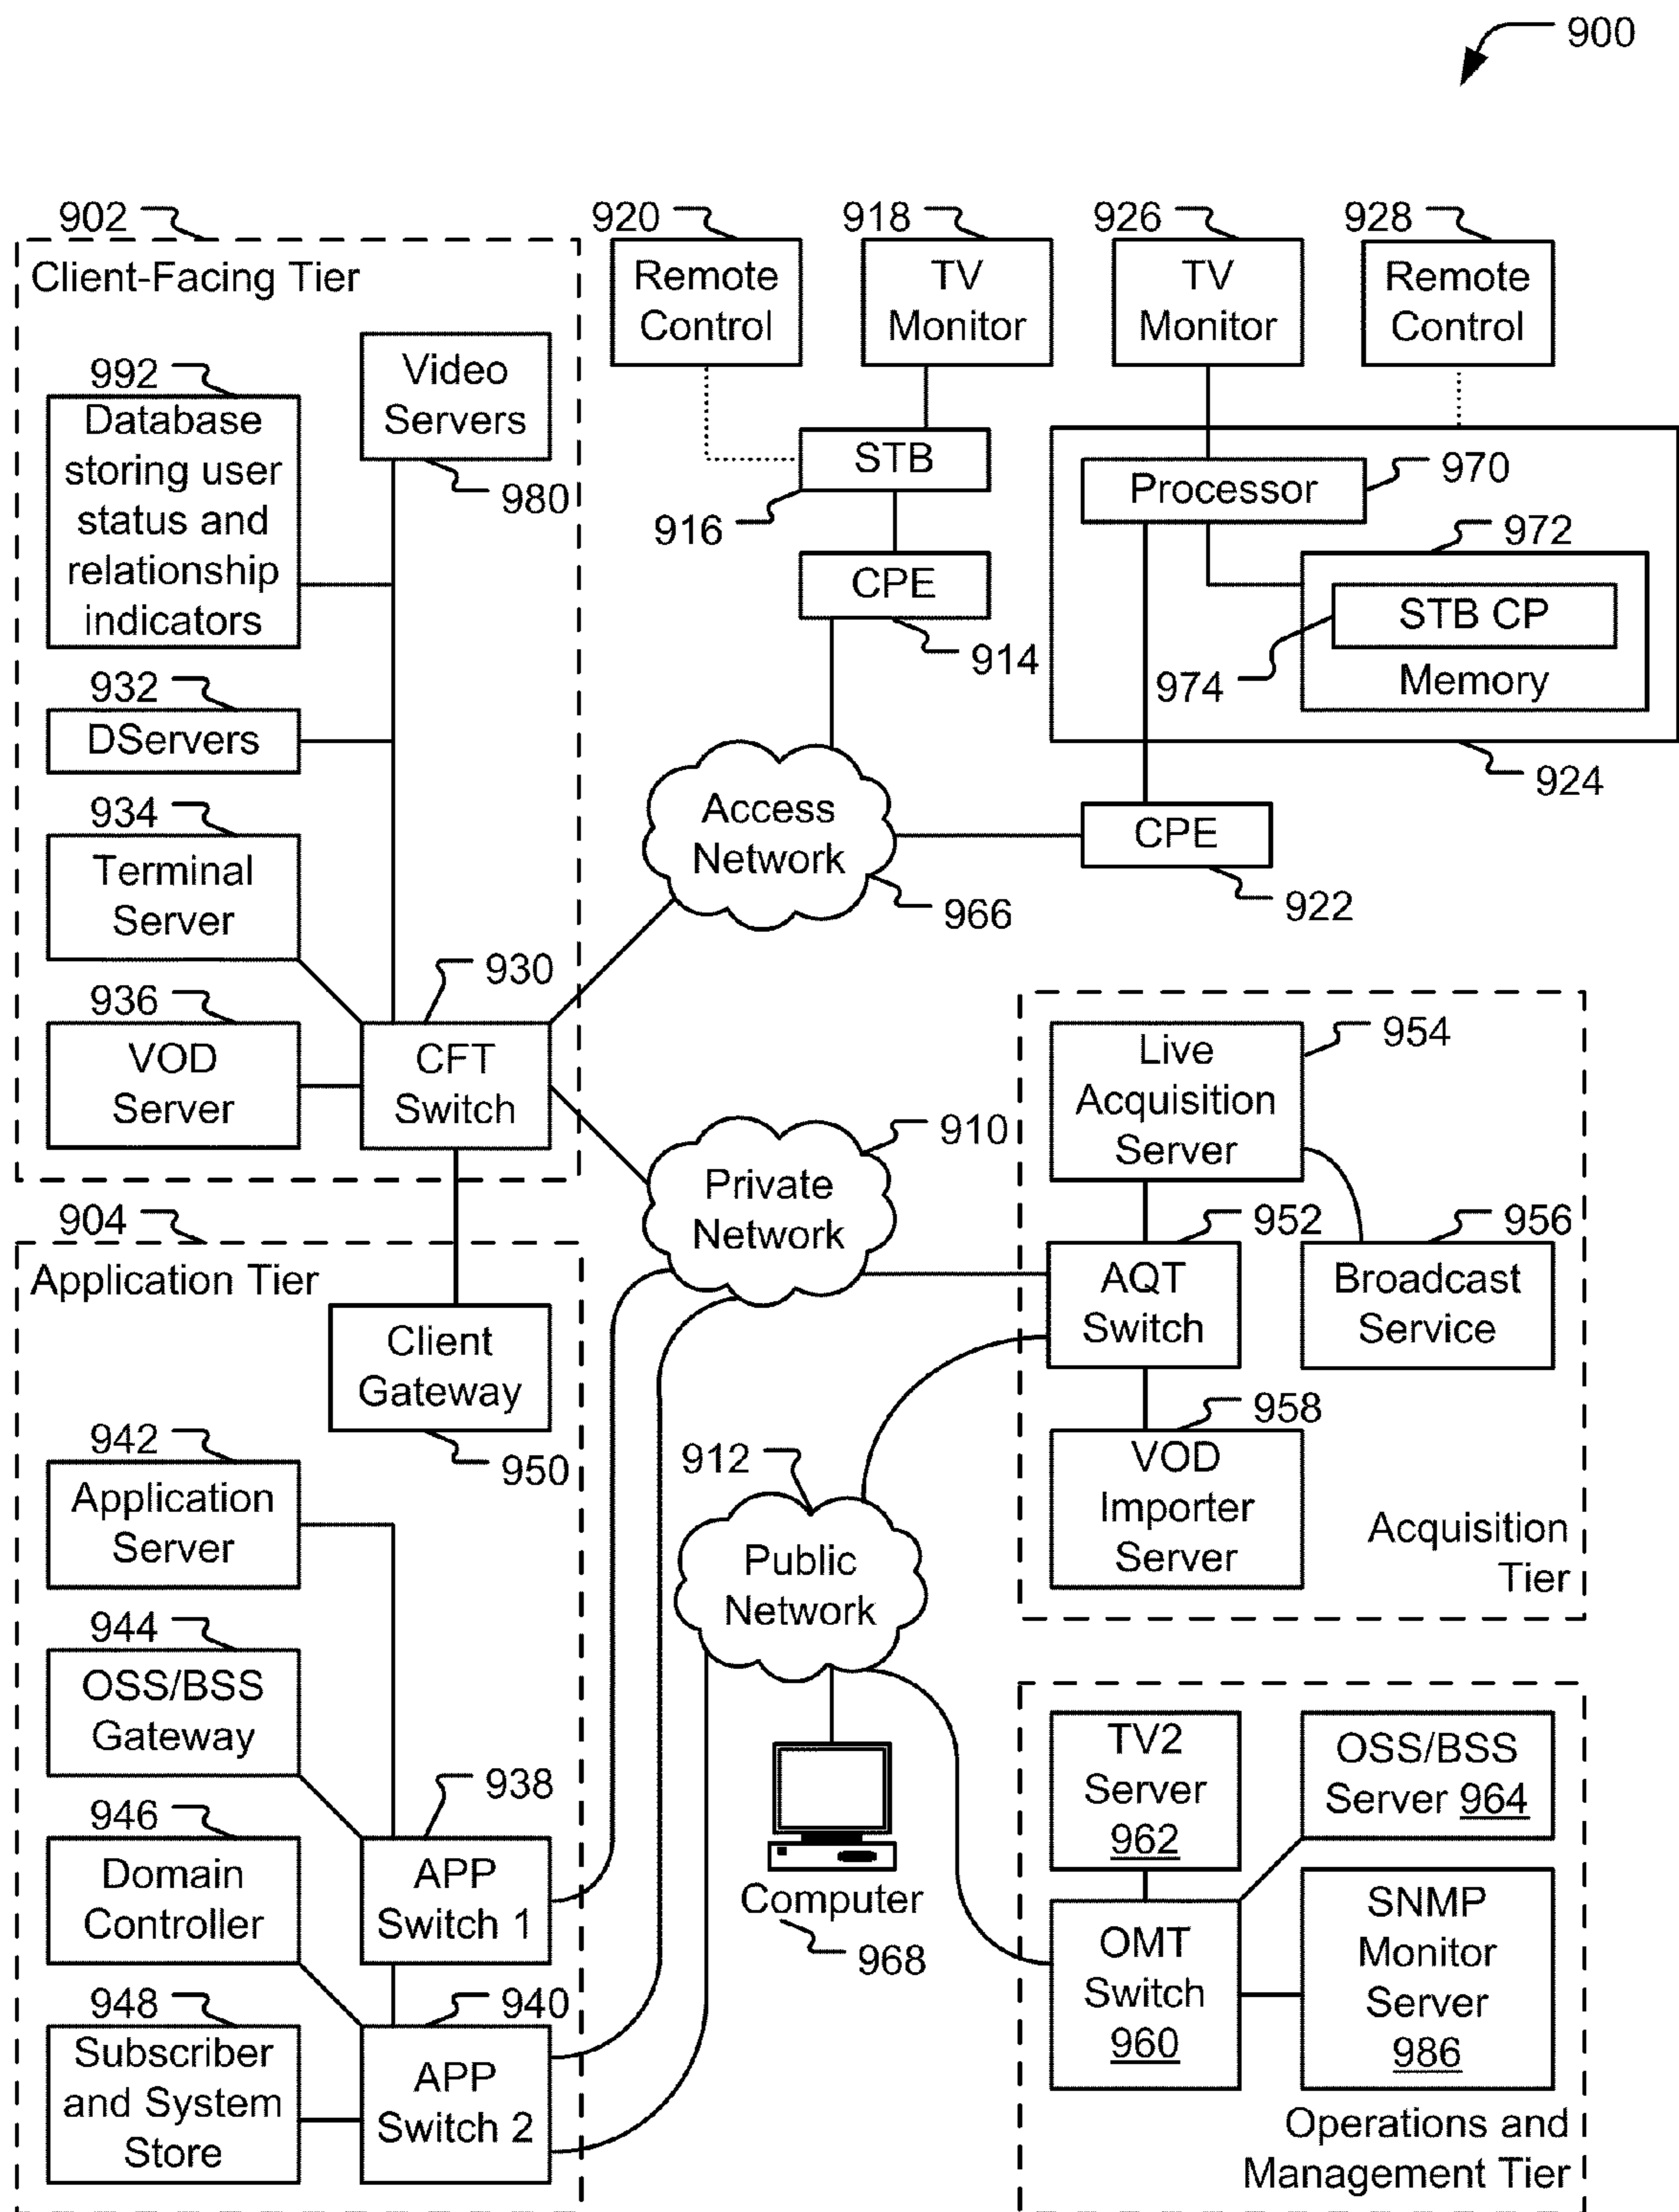 900
902
Client-Facing Tier
992
Database
storing user
status and
relationship
indicators
Video
Servers
980
932
DServers
934
Terminal
Server
936
VOD
Server
930
CFT
Switch
920
Remote
Control
918
TV
Monitor
926
TV
Monitor
928
Remote
Control
STB
916
CPE
914
Processor
970
972
STB CP
974
Memory
924
Access
Network
966
CPE
922
Private
Network
910
954
Live
Acquisition
Server
952
AQT
Switch
956
Broadcast
Service
958
VOD
Importer
Server
Acquisition
Tier
904
Application Tier
Client
Gateway
950
942
Application
Server
944
OSS/BSS
Gateway
946
Domain
Controller
938
APP
Switch 1
948
Subscriber
and System
Store
940
APP
Switch 2
912
Public
Network
Computer
968
TV2
Server
962
OSS/BSS
Server 964
OMT
Switch
960
SNMP
Monitor
Server
986
Operations and
Management Tier